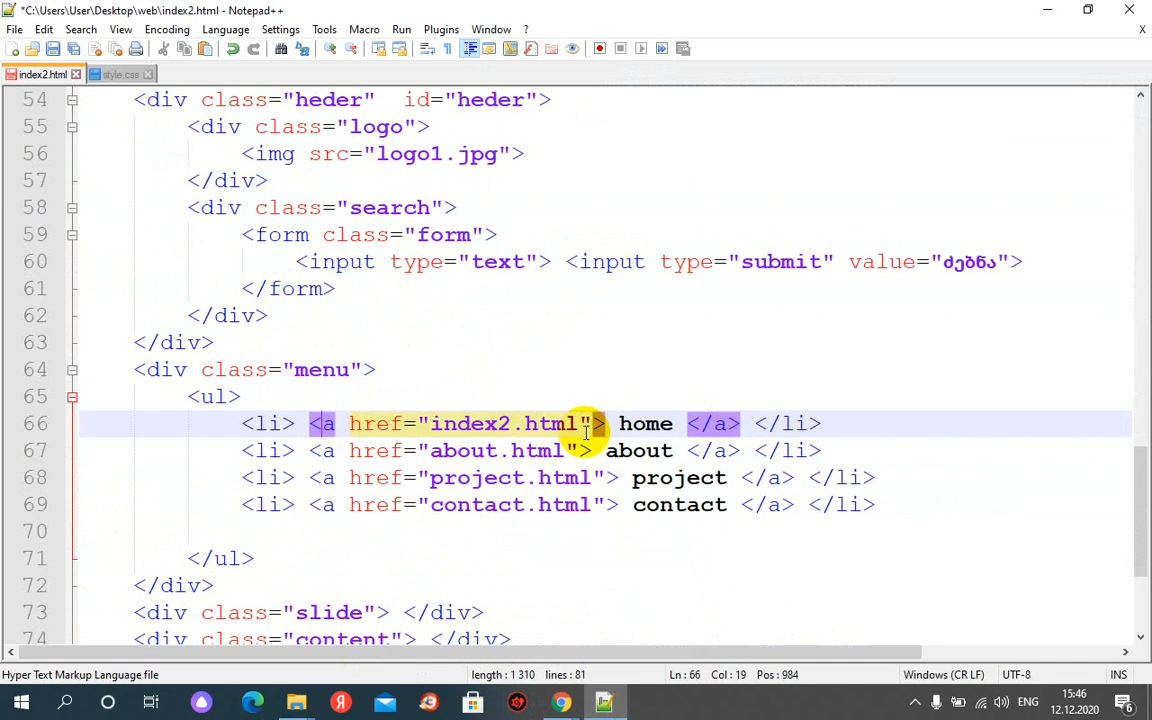 *C:\Users\User\Desktop\web\index2.html - Notepad++
File Edit Search View Encoding Language Settings Tools Macro Run Plugins Window ? X
index2.html style.css
54 <div class="heder"  id="heder">
55 <div class="logo">
56 <img src="logo1.jpg">
57 </div>
58 <div class="search">
59 <form class="form">
60 <input type="text"> <input type="submit" value="ძებნა">
61 </form>
62 </div>
63 </div>
64 <div class="menu">
65 <ul>
66 <li> <a href="index2.html"> home </a> </li>
67 <li> <a href="about.html"> about </a> </li>
68 <li> <a href="project.html"> project </a> </li>
69 <li> <a href="contact.html"> contact </a> </li>
70
71 </ul>
72 </div>
73 <div class="slide"> </div>
74 <div class="content"> </div>
Hyper Text Markup Language file length : 1 310 lines : 81 Ln : 66 Col : 19 Pos : 984 Windows (CR LF) UTF-8 INS
ENG 15:46
12.12.2020 6